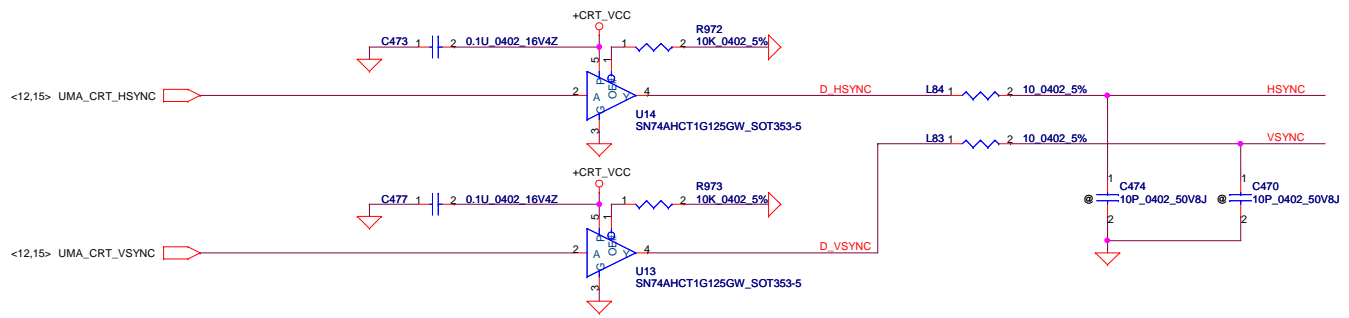 +CRT_VCC
R972
C473 1 2 0.1U_0402_16V4Z 1 2 10K_0402_5%
5 1
P OE#
<12,15> UMA_CRT_HSYNC 2 A Y 4 D_HSYNC L84 1 2 10_0402_5% HSYNC
G
3
U14
SN74AHCT1G125GW_SOT353-5
L83 1 2 10_0402_5% VSYNC
+CRT_VCC
R973
C477 1 2 0.1U_0402_16V4Z 1 2 10K_0402_5%
1 C474 1 C470
@ 10P_0402_50V8J @ 10P_0402_50V8J
2 2
5 1
P OE#
<12,15> UMA_CRT_VSYNC 2 A Y 4 D_VSYNC
G
3
U13
SN74AHCT1G125GW_SOT353-5